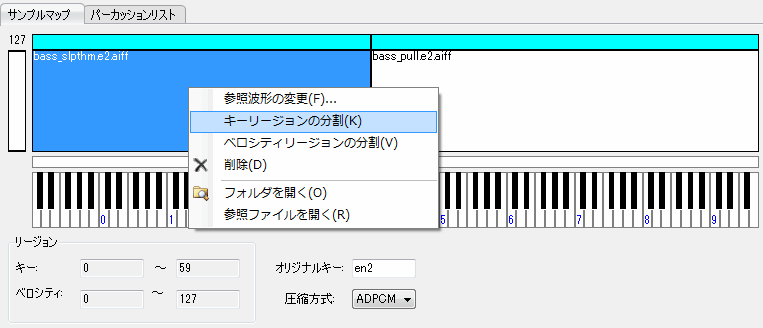 サンプルマップ パーカッションリスト
127
bass_slpthm.e2.aiff bass_pull.e2.aiff
参照波形の変更(F)...
キーリージョンの分割(K)
ベロシティリージョンの分割(V)
削除(D)
フォルダを開く(O)
参照ファイルを開く(R)
0 1 5 6 7 8 9
リージョン
キー: 0 ～ 59 オリジナルキー: en2
ベロシティ: 0 ～ 127 圧縮方式: ADPCM